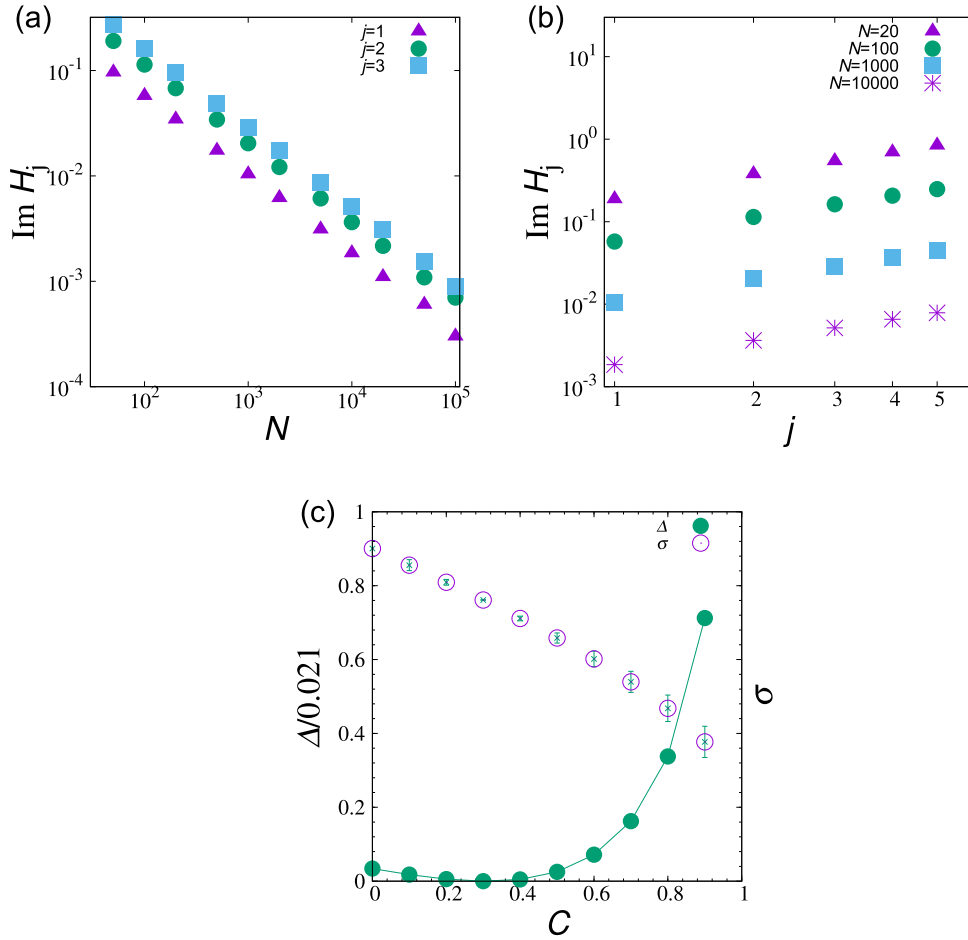 (a)
j=1
j=2
j=3
Im H_j
10^-1
10^-2
10^-3
10^-4
10^2
10^3
10^4
10^5
N
(b)
N=20
N=100
N=1000
N=10000
Im H_j
10^1
10^0
10^-1
10^-2
10^-3
1
2
3
4
5
j
(c)
Δ
σ
Δ/0.021
1
0.8
0.6
0.4
0.2
0
0
0.2
0.4
0.6
0.8
1
C
σ